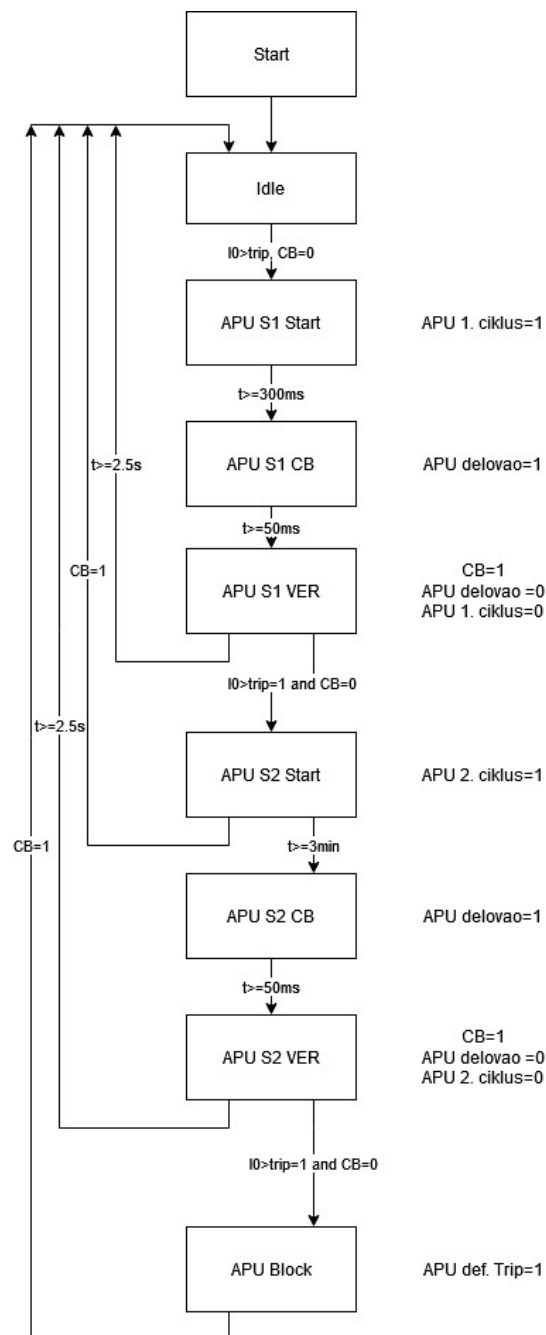 Start
Idle
I0>trip, CB=0
APU S1 Start
APU 1. ciklus=1
t>=300ms
t>=2.5s
APU S1 CB
APU delovao=1
t>=50ms
CB=1
APU S1 VER
CB=1
APU delovao =0
APU 1. ciklus=0
I0>trip=1 and CB=0
t>=2.5s
APU S2 Start
APU 2. ciklus=1
CB=1
t>=3min
APU S2 CB
APU delovao=1
t>=50ms
APU S2 VER
CB=1
APU delovao =0
APU 2. ciklus=0
I0>trip=1 and CB=0
APU Block
APU def. Trip=1